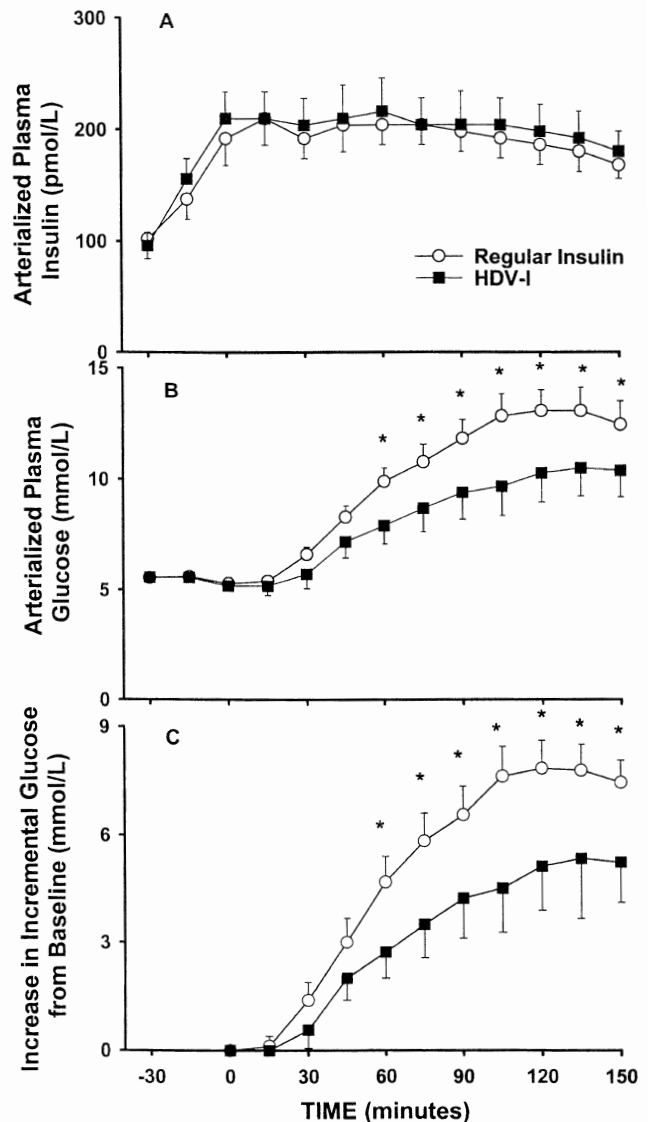 A
300
200
100
0
Arterialized Plasma
Insulin (pmol/L)
Regular Insulin
HDV-I
B
15
10
5
0
Arterialized Plasma
Glucose (mmol/L)
* * * * * * *
C
9
6
3
0
Increase in Incremental Glucose
from Baseline (mmol/L)
* * * * * * *
-30 0 30 60 90 120 150
TIME (minutes)